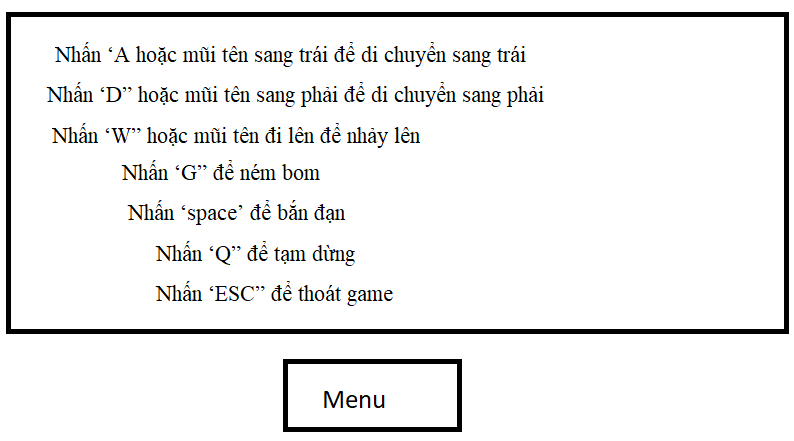 Nhấn ‘A hoặc mũi tên sang trái để di chuyển sang trái
Nhấn ‘D” hoặc mũi tên sang phải để di chuyển sang phải
Nhấn ‘W” hoặc mũi tên đi lên để nhảy lên
Nhấn ‘G” để ném bom
Nhấn ‘space’ để bắn đạn
Nhấn ‘Q” để tạm dừng
Nhấn ‘ESC” để thoát game
Menu